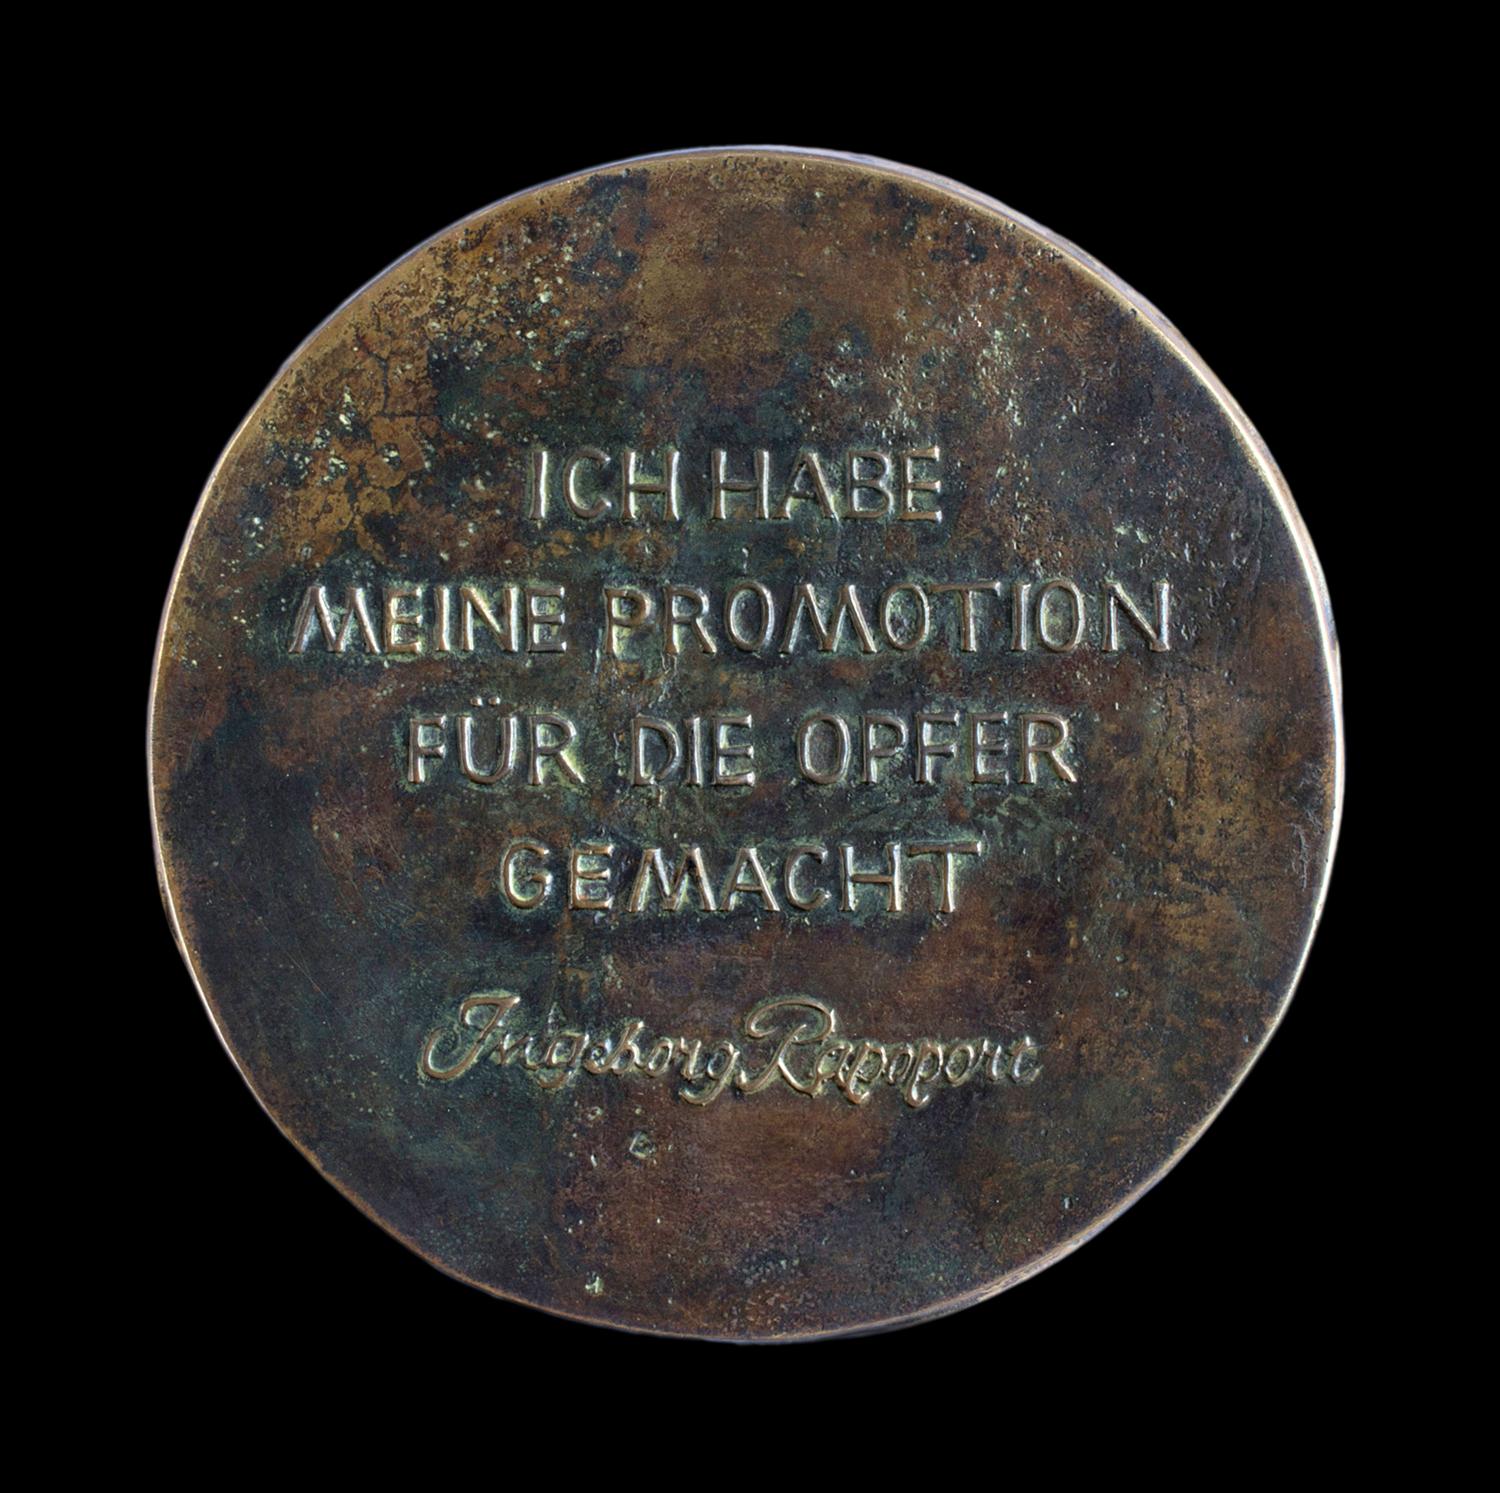 ICH HABE
MEINE PROMOTION
FÜR DIE OPFER
GEMACHT
Ingeborg Rapoport